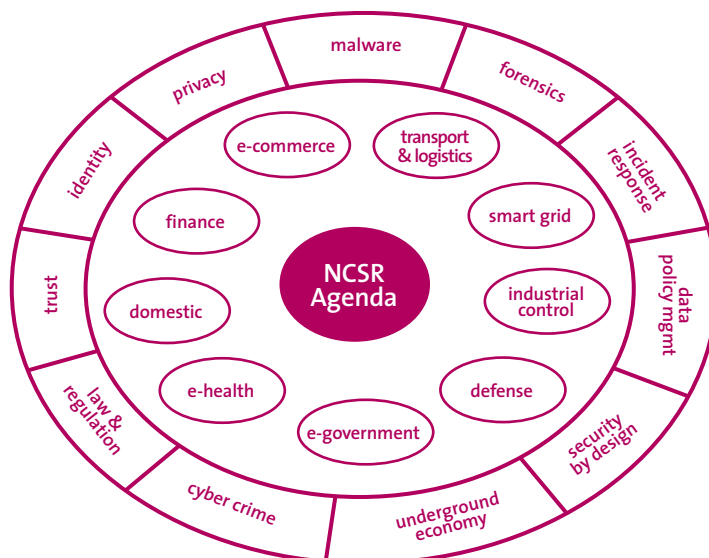 malware
forensics
incident
response
data
policy mgmt
security
by design
underground
economy
cyber crime
law &
regulation
trust
identity
privacy
e-commerce
transport
& logistics
smart grid
industrial
control
defense
e-government
e-health
domestic
finance
NCSR
Agenda